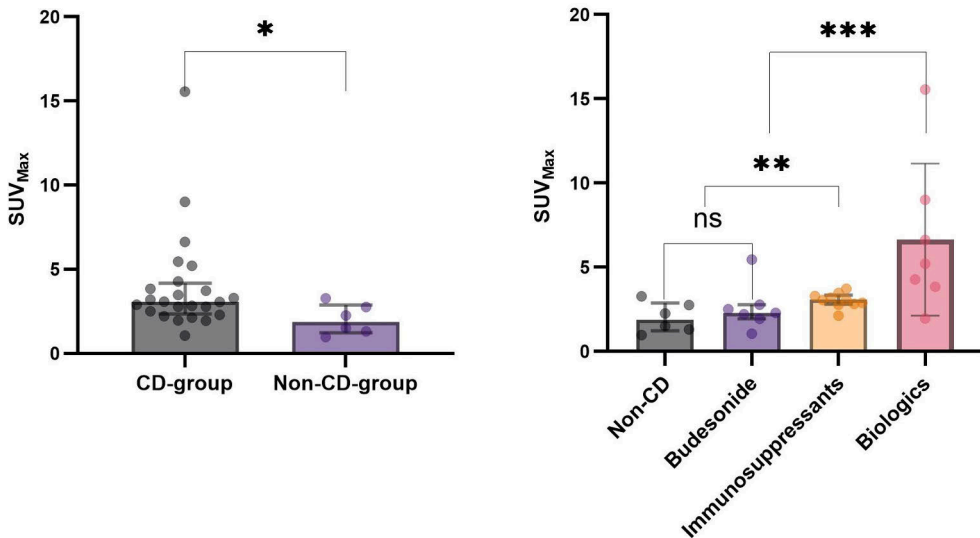 20
15
10
5
0
SUVMax
*
CD-group
Non-CD-group
20
15
10
5
0
SUVMax
***
**
ns
Non-CD
Budesonide
Immunosuppressants
Biologics